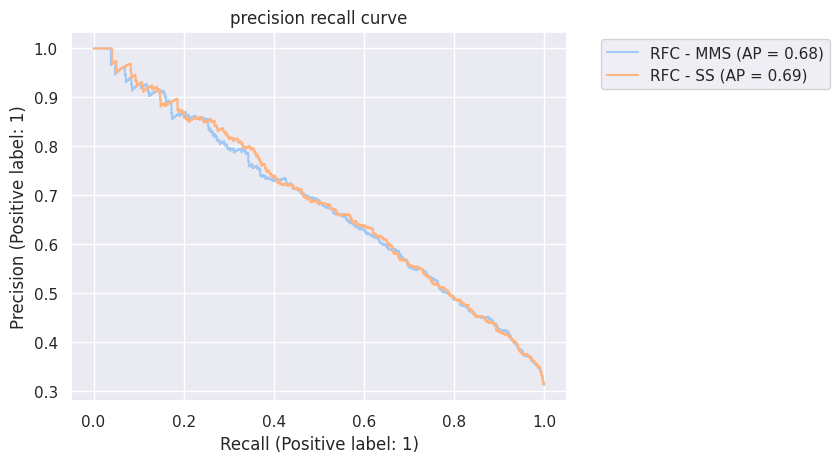 precision recall curve
RFC - MMS (AP = 0.68)
RFC - SS (AP = 0.69)
Precision (Positive label: 1)
1.0
0.9
0.8
0.7
0.6
0.5
0.4
0.3
0.0 0.2 0.4 0.6 0.8 1.0
Recall (Positive label: 1)